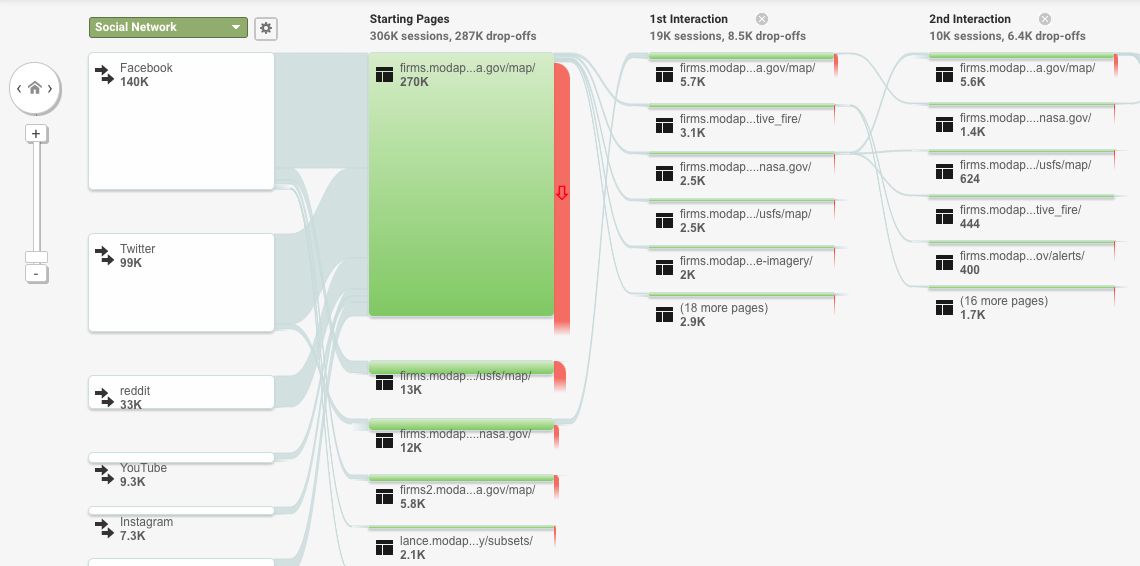 Social Network
Starting Pages
306K sessions, 287K drop-offs
1st Interaction
19K sessions, 8.5K drop-offs
2nd Interaction
10K sessions, 6.4K drop-offs
Facebook
140K
Twitter
99K
reddit
33K
YouTube
9.3K
Instagram
7.3K
+
-
firms.modap...a.gov/map/
270K
firms.modap.../usfs/map/
13K
firms.modap....nasa.gov/
12K
firms2.moda...a.gov/map/
5.8K
lance.modap...y/subsets/
2.1K
firms.modap...a.gov/map/
5.7K
firms.modap...tive_fire/
3.1K
firms.modap....nasa.gov/
2.5K
firms.modap.../usfs/map/
2.5K
firms.modap...e-imagery/
2K
(18 more pages)
2.9K
firms.modap...a.gov/map/
5.6K
firms.modap....nasa.gov/
1.4K
firms.modap.../usfs/map/
624
firms.modap...tive_fire/
444
firms.modap...ov/alerts/
400
(16 more pages)
1.7K